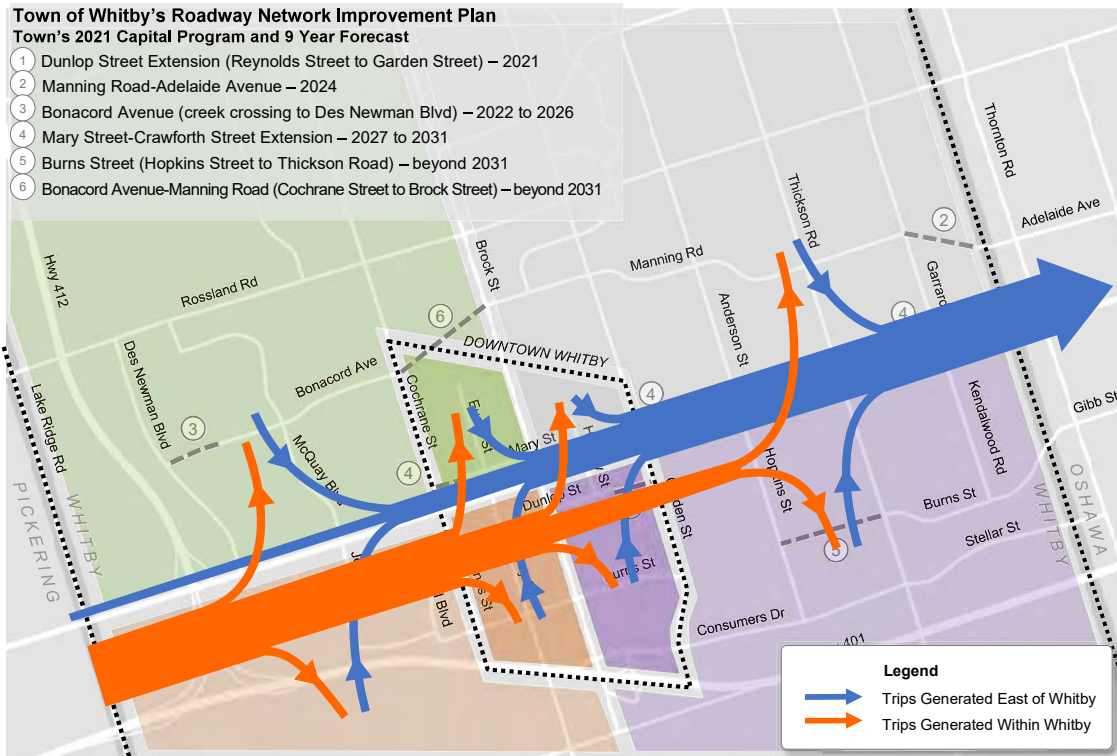 Town of Whitby's Roadway Network Improvement Plan
Town's 2021 Capital Program and 9 Year Forecast
1 Dunlop Street Extension (Reynolds Street to Garden Street) – 2021
2 Manning Road-Adelaide Avenue – 2024
3 Bonacord Avenue (creek crossing to Des Newman Blvd) – 2022 to 2026
4 Mary Street-Crawforth Street Extension – 2027 to 2031
5 Burns Street (Hopkins Street to Thickson Road) – beyond 2031
6 Bonacord Avenue-Manning Road (Cochrane Street to Brock Street) – beyond 2031
Thornton Rd
Thickson Rd
2
Adelaide Ave
Brock St
Manning Rd
Hwy 412
Rossland Rd
Garrard
6
4
Anderson St
DOWNTOWN WHITBY
Des Newman Blvd
Bonacord Ave
Lake Ridge Rd
Cochrane St
4
Kendalwood Rd
Gibb St
3
McQuay Blvd
St
Mary St
St
Hopkins St
4
Dunlop St
OSHAWA
WHITBY
PICKERING
WHITBY
Burns St
Stellar St
5
St
Blvd
St
Consumers Dr
401
Legend
Trips Generated East of Whitby
Trips Generated Within Whitby